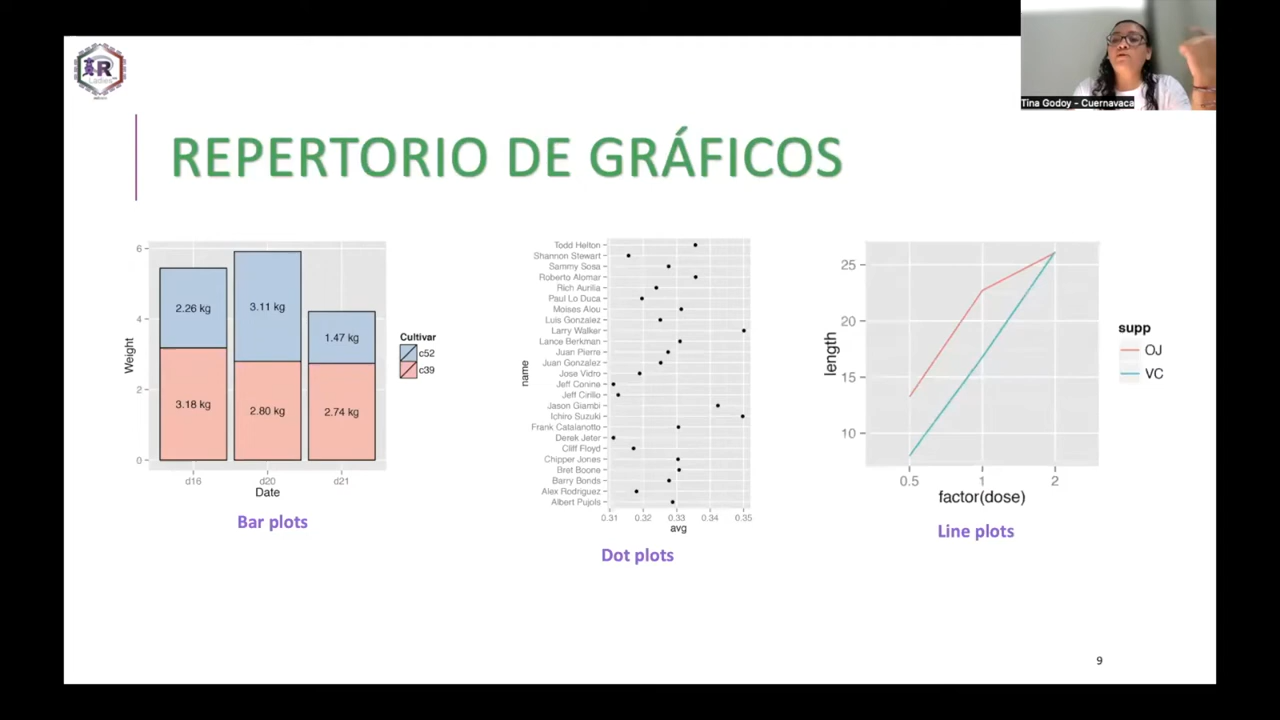 R
Ladies
Tina Godoy - Cuernavaca
REPERTORIO DE GRÁFICOS
6
4
2
0
Weight
2.26 kg
3.11 kg
1.47 kg
3.18 kg
2.80 kg
2.74 kg
d16
d20
d21
Date
Cultivar
c52
c39
Bar plots
Todd Helton
Shannon Stewart
Sammy Sosa
Roberto Alomar
Rich Aurilia
Paul Lo Duca
Moises Alou
Luis Gonzalez
Larry Walker
Lance Berkman
Juan Pierre
Juan Gonzalez
Jose Vidro
Jeff Conine
Jeff Cirillo
Jason Giambi
Ichiro Suzuki
Frank Catalanotto
Derek Jeter
Cliff Floyd
Chipper Jones
Bret Boone
Barry Bonds
Alex Rodriguez
Albert Pujols
name
0.31
0.32
0.33
0.34
0.35
avg
Dot plots
25
20
15
10
length
0.5
1
2
factor(dose)
supp
OJ
VC
Line plots
9